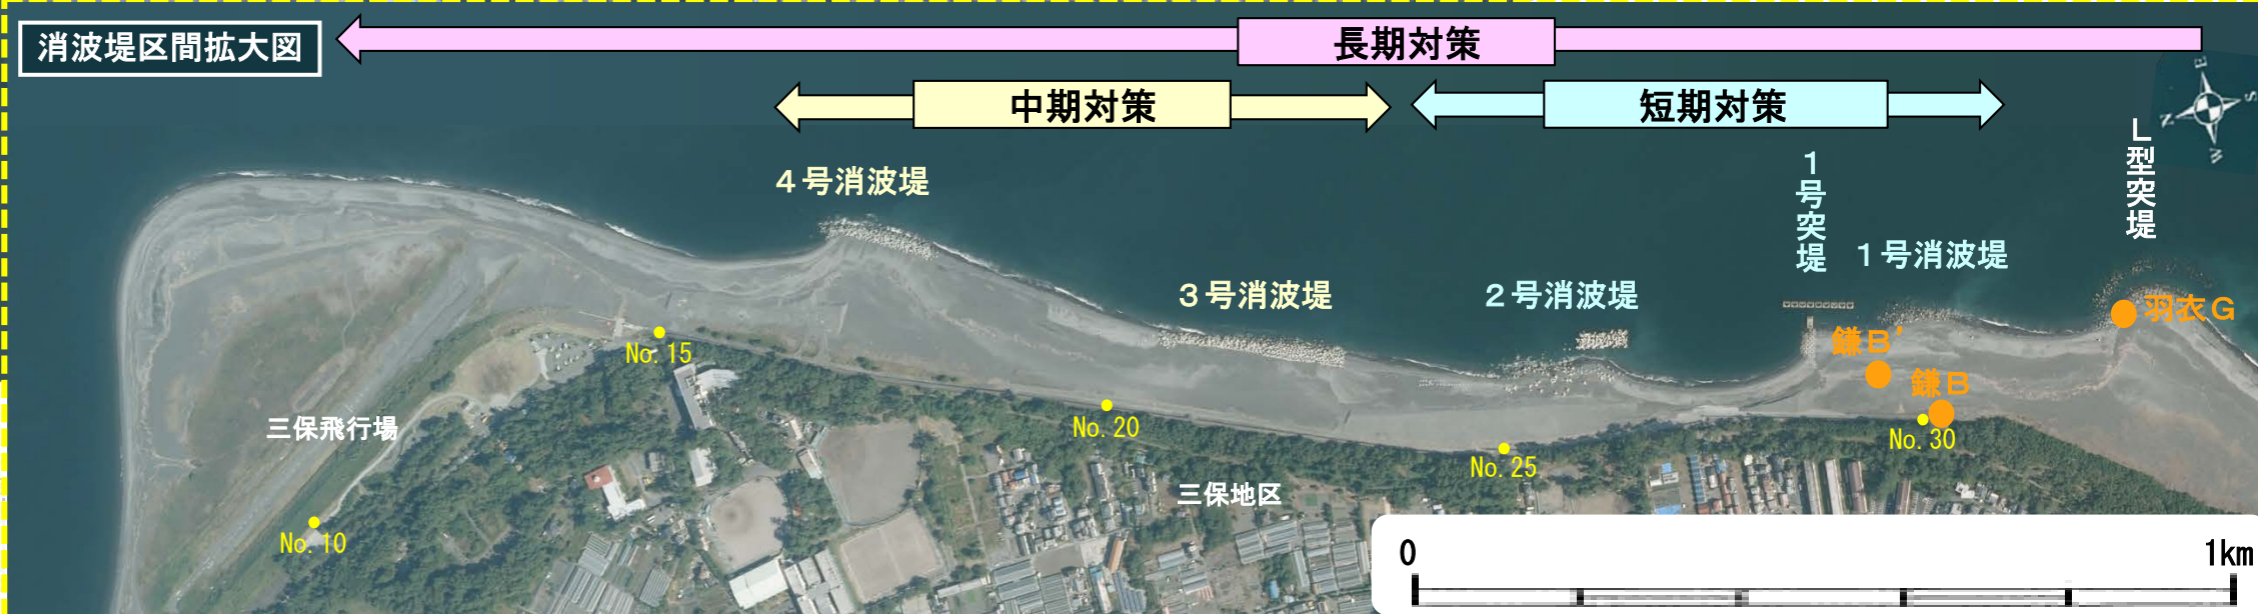 消波堤区間拡大図
長期対策
中期対策
短期対策
E
S
N
W
L型突堤
4号消波堤
1号突堤
1号消波堤
3号消波堤
2号消波堤
羽衣G
鎌B'
鎌B
No.15
No.20
No.25
No.30
No.10
三保飛行場
三保地区
0
1km